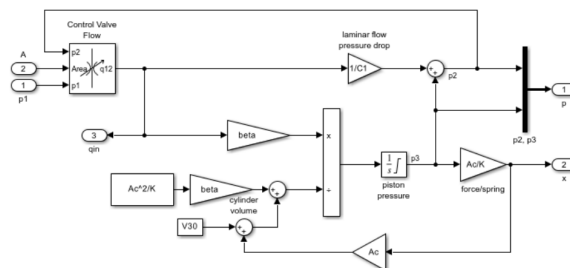 Control Valve
Flow
laminar flow
pressure drop
A
2
1
p1
p2
Area
p1
q12
1/C1
+
+
p2
1
p
p2, p3
3
qin
beta
x
÷
1
s
p3
piston
pressure
Ac/K
force/spring
2
x
Ac^2/K
beta
cylinder
volume
+
+
V30
+
+
Ac